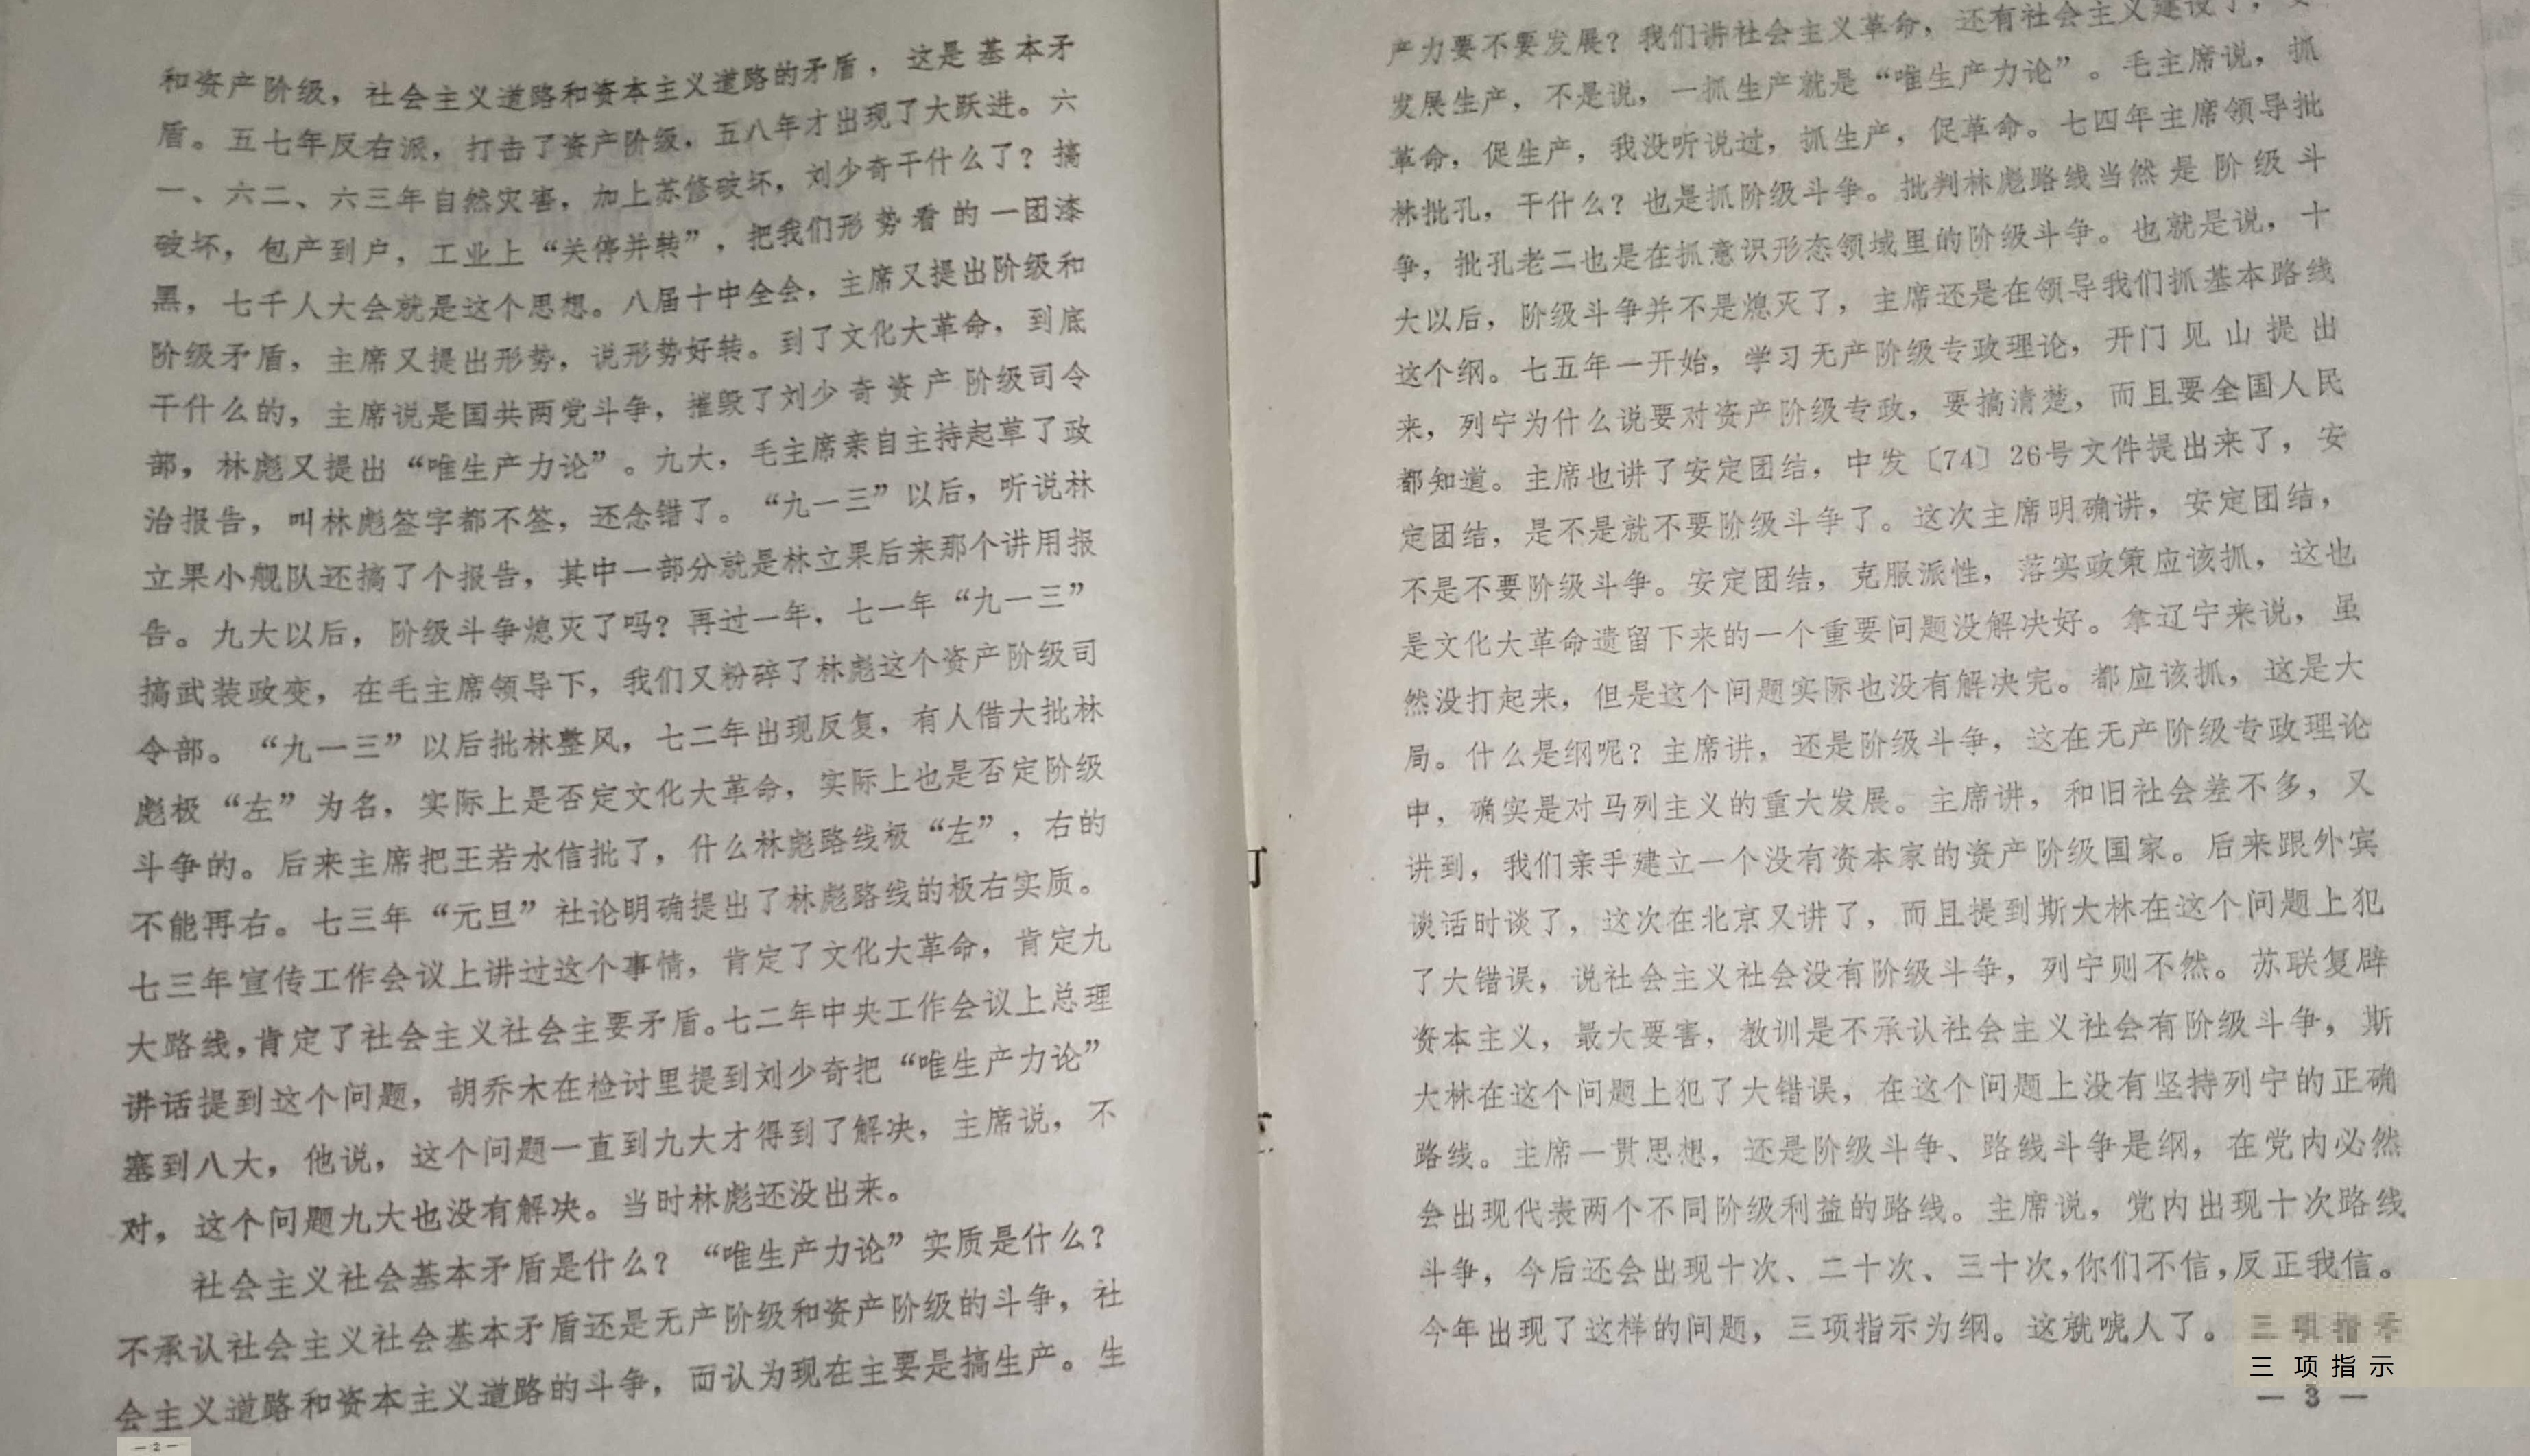 和资产阶级，社会主义道路和资本主义道路的矛盾，这是基本矛
盾。五七年反右派，打击了资产阶级，五八年才出现了大跃进。六
一、六二、六三年自然灾害，加上苏修破坏，刘少奇干什么了？搞
破坏，包产到户，工业上“关停并转”，把我们形势看的一团漆
黑，七千人大会就是这个思想。八届十中全会，主席又提出阶级和
阶级矛盾，主席又提出形势，说形势好转。到了文化大革命，到底
干什么的，主席说是国共两党斗争，摧毁了刘少奇资产阶级司令
部，林彪又提出“唯生产力论”。九大，毛主席亲自主持起草了政
治报告，叫林彪签字都不签，还念错了。“九一三”以后，听说林
立果小舰队还搞了个报告，其中一部分就是林立果后来那个讲用报
告。九大以后，阶级斗争熄灭了吗？再过一年，七一年“九一三”
搞武装政变，在毛主席领导下，我们又粉碎了林彪这个资产阶级司
令部。“九一三”以后批林整风，七二年出现反复，有人借大批林
彪极“左”为名，实际上是否定文化大革命，实际上也是否定阶级
斗争的。后来主席把王若水信批了，什么林彪路线极“左”，右的
不能再右。七三年“元旦”社论明确提出了林彪路线的极右实质。
七三年宣传工作会议上讲过这个事情，肯定了文化大革命，肯定九
大路线，肯定了社会主义社会主要矛盾。七二年中央工作会议上总理
讲话提到这个问题，胡乔木在检讨里提到刘少奇把“唯生产力论”
塞到八大，他说，这个问题一直到九大才得到了解决，主席说，不
对，这个问题九大也没有解决。当时林彪还没出来。
社会主义社会基本矛盾是什么？“唯生产力论”实质是什么？
不承认社会主义社会基本矛盾还是无产阶级和资产阶级的斗争，社
会主义道路和资本主义道路的斗争，而认为现在主要是搞生产。生
—2—
产力要不要发展？我们讲社会主义革命，还有社会主义建设了，
发展生产，不是说，一抓生产就是“唯生产力论”。毛主席说，抓
革命，促生产，我没听说过，抓生产，促革命。七四年主席领导批
林批孔，干什么？也是抓阶级斗争。批判林彪路线当然是阶级斗
争，批孔老二也是在抓意识形态领域里的阶级斗争。也就是说，十
大以后，阶级斗争并不是熄灭了，主席还是在领导我们抓基本路线
这个纲。七五年一开始，学习无产阶级专政理论，开门见山提出
来，列宁为什么说要对资产阶级专政，要搞清楚，而且要全国人民
都知道。主席也讲了安定团结，中发〔74〕26号文件提出来了，安
定团结，是不是就不要阶级斗争了。这次主席明确讲，安定团结，
不是不要阶级斗争。安定团结，克服派性，落实政策应该抓，这也
是文化大革命遗留下来的一个重要问题没解决好。拿辽宁来说，虽
然没打起来，但是这个问题实际也没有解决完。都应该抓，这是大
局。什么是纲呢？主席讲，还是阶级斗争，这在无产阶级专政理论
中，确实是对马列主义的重大发展。主席讲，和旧社会差不多，又
讲到，我们亲手建立一个没有资本家的资产阶级国家。后来跟外宾
谈话时谈了，这次在北京又讲了，而且提到斯大林在这个问题上犯
了大错误，说社会主义社会没有阶级斗争，列宁则不然。苏联复辟
资本主义，最大要害，教训是不承认社会主义社会有阶级斗争，斯
大林在这个问题上犯了大错误，在这个问题上没有坚持列宁的正确
路线。主席一贯思想，还是阶级斗争、路线斗争是纲，在党内必然
会出现代表两个不同阶级利益的路线。主席说，党内出现十次路线
斗争，今后还会出现十次、二十次、三十次，你们不信，反正我信。
今年出现了这样的问题，三项指示为纲。这就唬人了。三项指示
三项指示
—3—